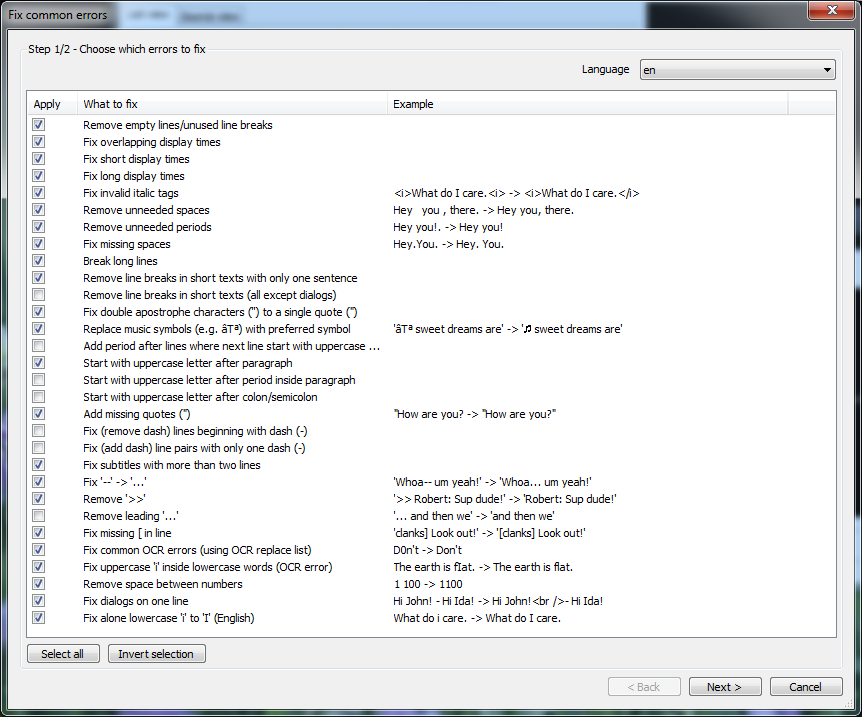 Fix common errors
Step 1/2 - Choose which errors to fix
Language en
Apply What to fix Example
Remove empty lines/unused line breaks
Fix overlapping display times
Fix short display times
Fix long display times
Fix invalid italic tags <i>What do I care.<i> -> <i>What do I care.</i>
Remove unneeded spaces Hey   you , there. -> Hey you, there.
Remove unneeded periods Hey you!. -> Hey you!
Fix missing spaces Hey.You. -> Hey. You.
Break long lines
Remove line breaks in short texts with only one sentence
Remove line breaks in short texts (all except dialogs)
Fix double apostrophe characters ('') to a single quote (")
Replace music symbols (e.g. âTª) with preferred symbol 'âTª sweet dreams are' -> '♫ sweet dreams are'
Add period after lines where next line start with uppercase ...
Start with uppercase letter after paragraph
Start with uppercase letter after period inside paragraph
Start with uppercase letter after colon/semicolon
Add missing quotes (") "How are you? -> "How are you?"
Fix (remove dash) lines beginning with dash (-)
Fix (add dash) line pairs with only one dash (-)
Fix subtitles with more than two lines
Fix '--' -> '...' 'Whoa-- um yeah!' -> 'Whoa... um yeah!'
Remove '>>' '>> Robert: Sup dude!' -> 'Robert: Sup dude!'
Remove leading '...' '... and then we' -> 'and then we'
Fix missing [ in line 'clanks] Look out!' -> '[clanks] Look out!'
Fix common OCR errors (using OCR replace list) D0n't -> Don't
Fix uppercase 'i' inside lowercase words (OCR error) The earth is fIat. -> The earth is flat.
Remove space between numbers 1 100 -> 1100
Fix dialogs on one line Hi John! - Hi Ida! -> Hi John!<br />- Hi Ida!
Fix alone lowercase 'i' to 'I' (English) What do i care. -> What do I care.
Select all Invert selection
< Back Next > Cancel